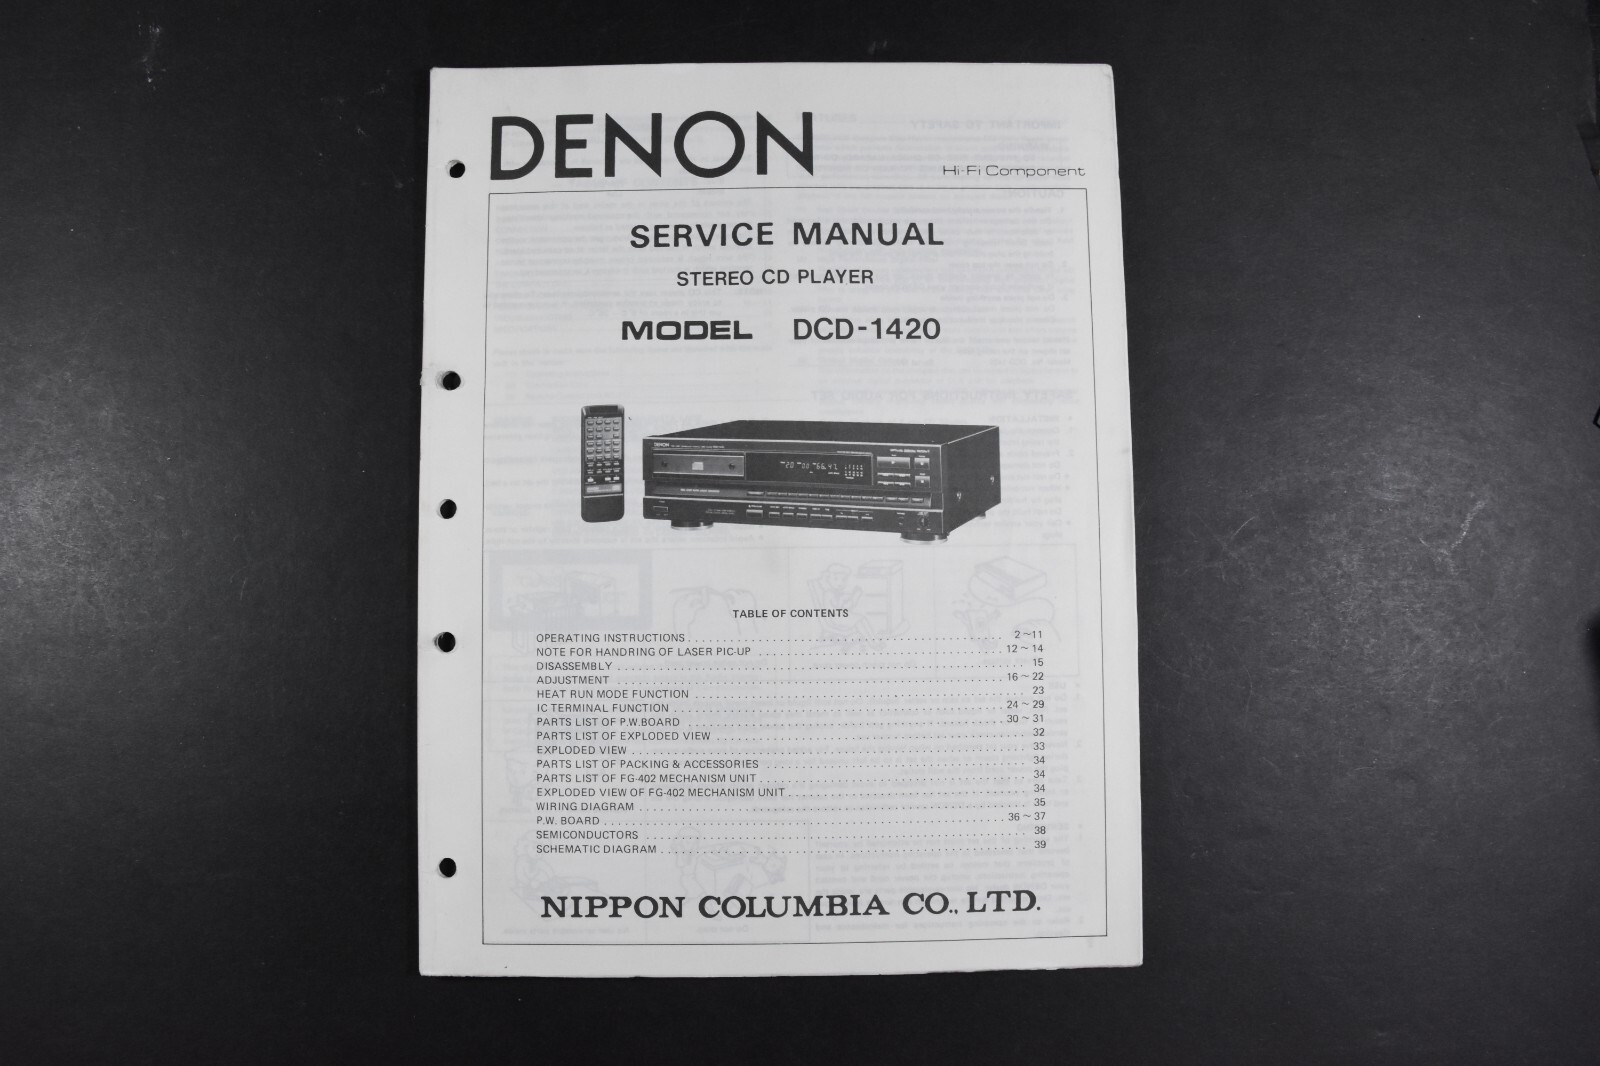 DENON
Hi-Fi Component
SERVICE MANUAL
STEREO CD PLAYER
MODEL DCD-1420
DENON
TABLE OF CONTENTS
OPERATING INSTRUCTIONS . . . . . . . . . . . . . . . . . . . . 2~11
NOTE FOR HANDRING OF LASER PIC-UP . . . . . . . . . . . . . . . . . . . . 12 ~ 14
DISASSEMBLY . . . . . . . . . . . . . . . . . . . . 15
ADJUSTMENT . . . . . . . . . . . . . . . . . . . . 16 ~ 22
HEAT RUN MODE FUNCTION . . . . . . . . . . . . . . . . . . . . 23
IC TERMINAL FUNCTION . . . . . . . . . . . . . . . . . . . . 24 ~ 29
PARTS LIST OF P.W.BOARD . . . . . . . . . . . . . . . . . . . . 30 ~ 31
PARTS LIST OF EXPLODED VIEW . . . . . . . . . . . . . . . . . . . . 32
EXPLODED VIEW . . . . . . . . . . . . . . . . . . . . 33
PARTS LIST OF PACKING & ACCESSORIES . . . . . . . . . . . . . . . . . . . . 34
PARTS LIST OF FG-402 MECHANISM UNIT . . . . . . . . . . . . . . . . . . . . 34
EXPLODED VIEW OF FG-402 MECHANISM UNIT . . . . . . . . . . . . . . . . . . . . 34
WIRING DIAGRAM . . . . . . . . . . . . . . . . . . . . 35
P.W. BOARD . . . . . . . . . . . . . . . . . . . . 36 ~ 37
SEMICONDUCTORS . . . . . . . . . . . . . . . . . . . . 38
SCHEMATIC DIAGRAM . . . . . . . . . . . . . . . . . . . . 39
NIPPON COLUMBIA CO., LTD.